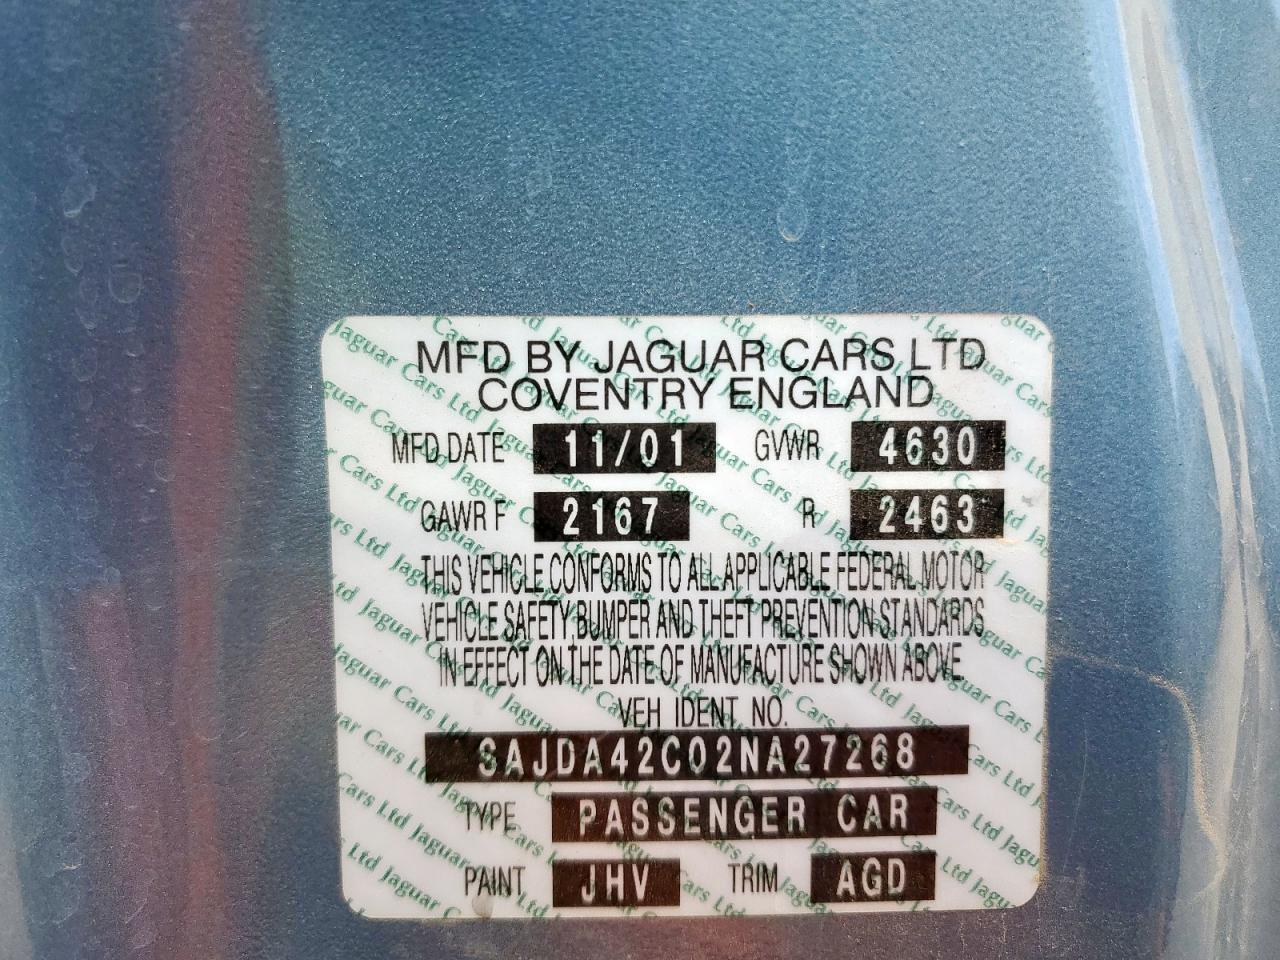 MFD BY JAGUAR CARS LTD
COVENTRY ENGLAND
MFD DATE 11/01 GVWR 4630
GAWR F 2167 R 2463
THIS VEHICLE CONFORMS TO ALL APPLICABLE FEDERAL MOTOR
VEHICLE SAFETY, BUMPER AND THEFT PREVENTION STANDARDS
IN EFFECT ON THE DATE OF MANUFACTURE SHOWN ABOVE.
VEH IDENT NO.
SAJDA42C02NA27268
TYPE PASSENGER CAR
PAINT JHV TRIM AGD